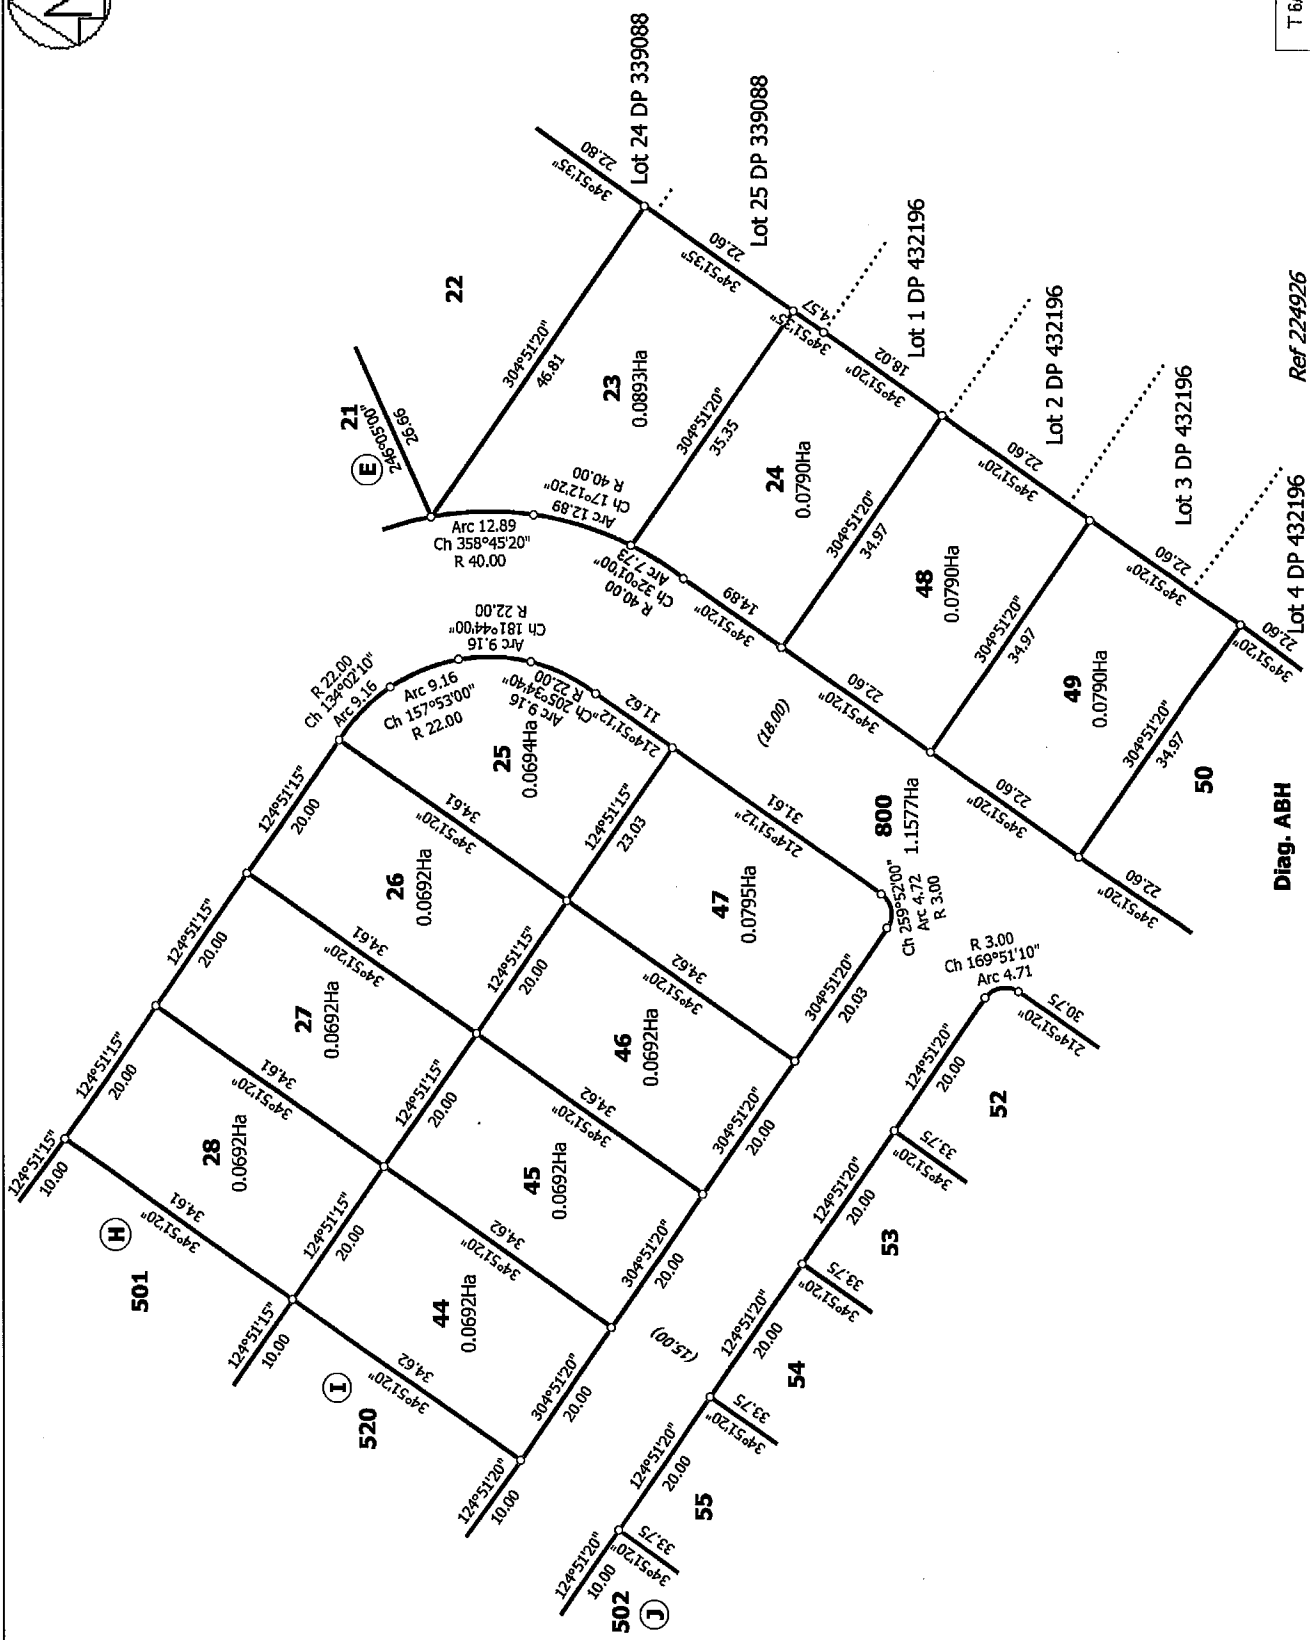 T 6/
Lot 24 DP 339088
22.80
34°51'35"
Lot 25 DP 339088
22.60
34°51'35"
22
21
246°05'00"
26.66
E
304°51'20"
46.81
23
0.0893Ha
4.57
34°51'35"
Lot 1 DP 432196
18.02
34°51'20"
Arc 12.89
Ch 358°45'20"
R 40.00
Arc 12.89
Ch 17°12'20"
R 40.00
304°51'20"
35.35
24
0.0790Ha
Lot 2 DP 432196
22.60
34°51'20"
Arc 7.73
Ch 32°01'00"
R 40.00
14.89
34°51'20"
304°51'20"
34.97
48
0.0790Ha
Lot 3 DP 432196
22.60
34°51'20"
22.60
34°51'20"
304°51'20"
34.97
49
0.0790Ha
Lot 4 DP 432196
22.60
34°51'20"
22.60
34°51'20"
304°51'20"
34.97
50
22.60
34°51'20"
Ref 224926
Diag. ABH
(18.00)
800
1.1577Ha
R 22.00
Ch 134°02'10"
Arc 9.16
Arc 9.16
Ch 157°53'00"
R 22.00
Arc 9.16
Ch 181°44'00"
R 22.00
Arc 9.16
Ch 205°34'40"
R 22.00
11.62
214°51'12"
25
0.0694Ha
124°51'15"
20.00
34.61
34°51'20"
124°51'15"
23.03
26
0.0692Ha
47
0.0795Ha
31.61
214°51'12"
Ch 259°52'00"
Arc 4.72
R 3.00
124°51'15"
20.00
34.61
34°51'20"
124°51'15"
20.00
34.62
34°51'20"
304°51'20"
20.03
27
0.0692Ha
46
0.0692Ha
124°51'15"
20.00
34.61
34°51'20"
124°51'15"
20.00
34.62
34°51'20"
304°51'20"
20.00
28
0.0692Ha
45
0.0692Ha
124°51'15"
10.00
34.61
34°51'20"
124°51'15"
20.00
34.62
34°51'20"
304°51'20"
20.00
H
501
124°51'15"
10.00
44
0.0692Ha
34.62
34°51'20"
304°51'20"
20.00
I
520
124°51'20"
10.00
(15.00)
R 3.00
Ch 169°51'10"
Arc 4.71
30.75
214°51'20"
124°51'20"
20.00
52
33.75
34°51'20"
124°51'20"
20.00
53
33.75
34°51'20"
124°51'20"
20.00
54
33.75
34°51'20"
124°51'20"
20.00
55
33.75
34°51'20"
124°51'20"
10.00
502
J